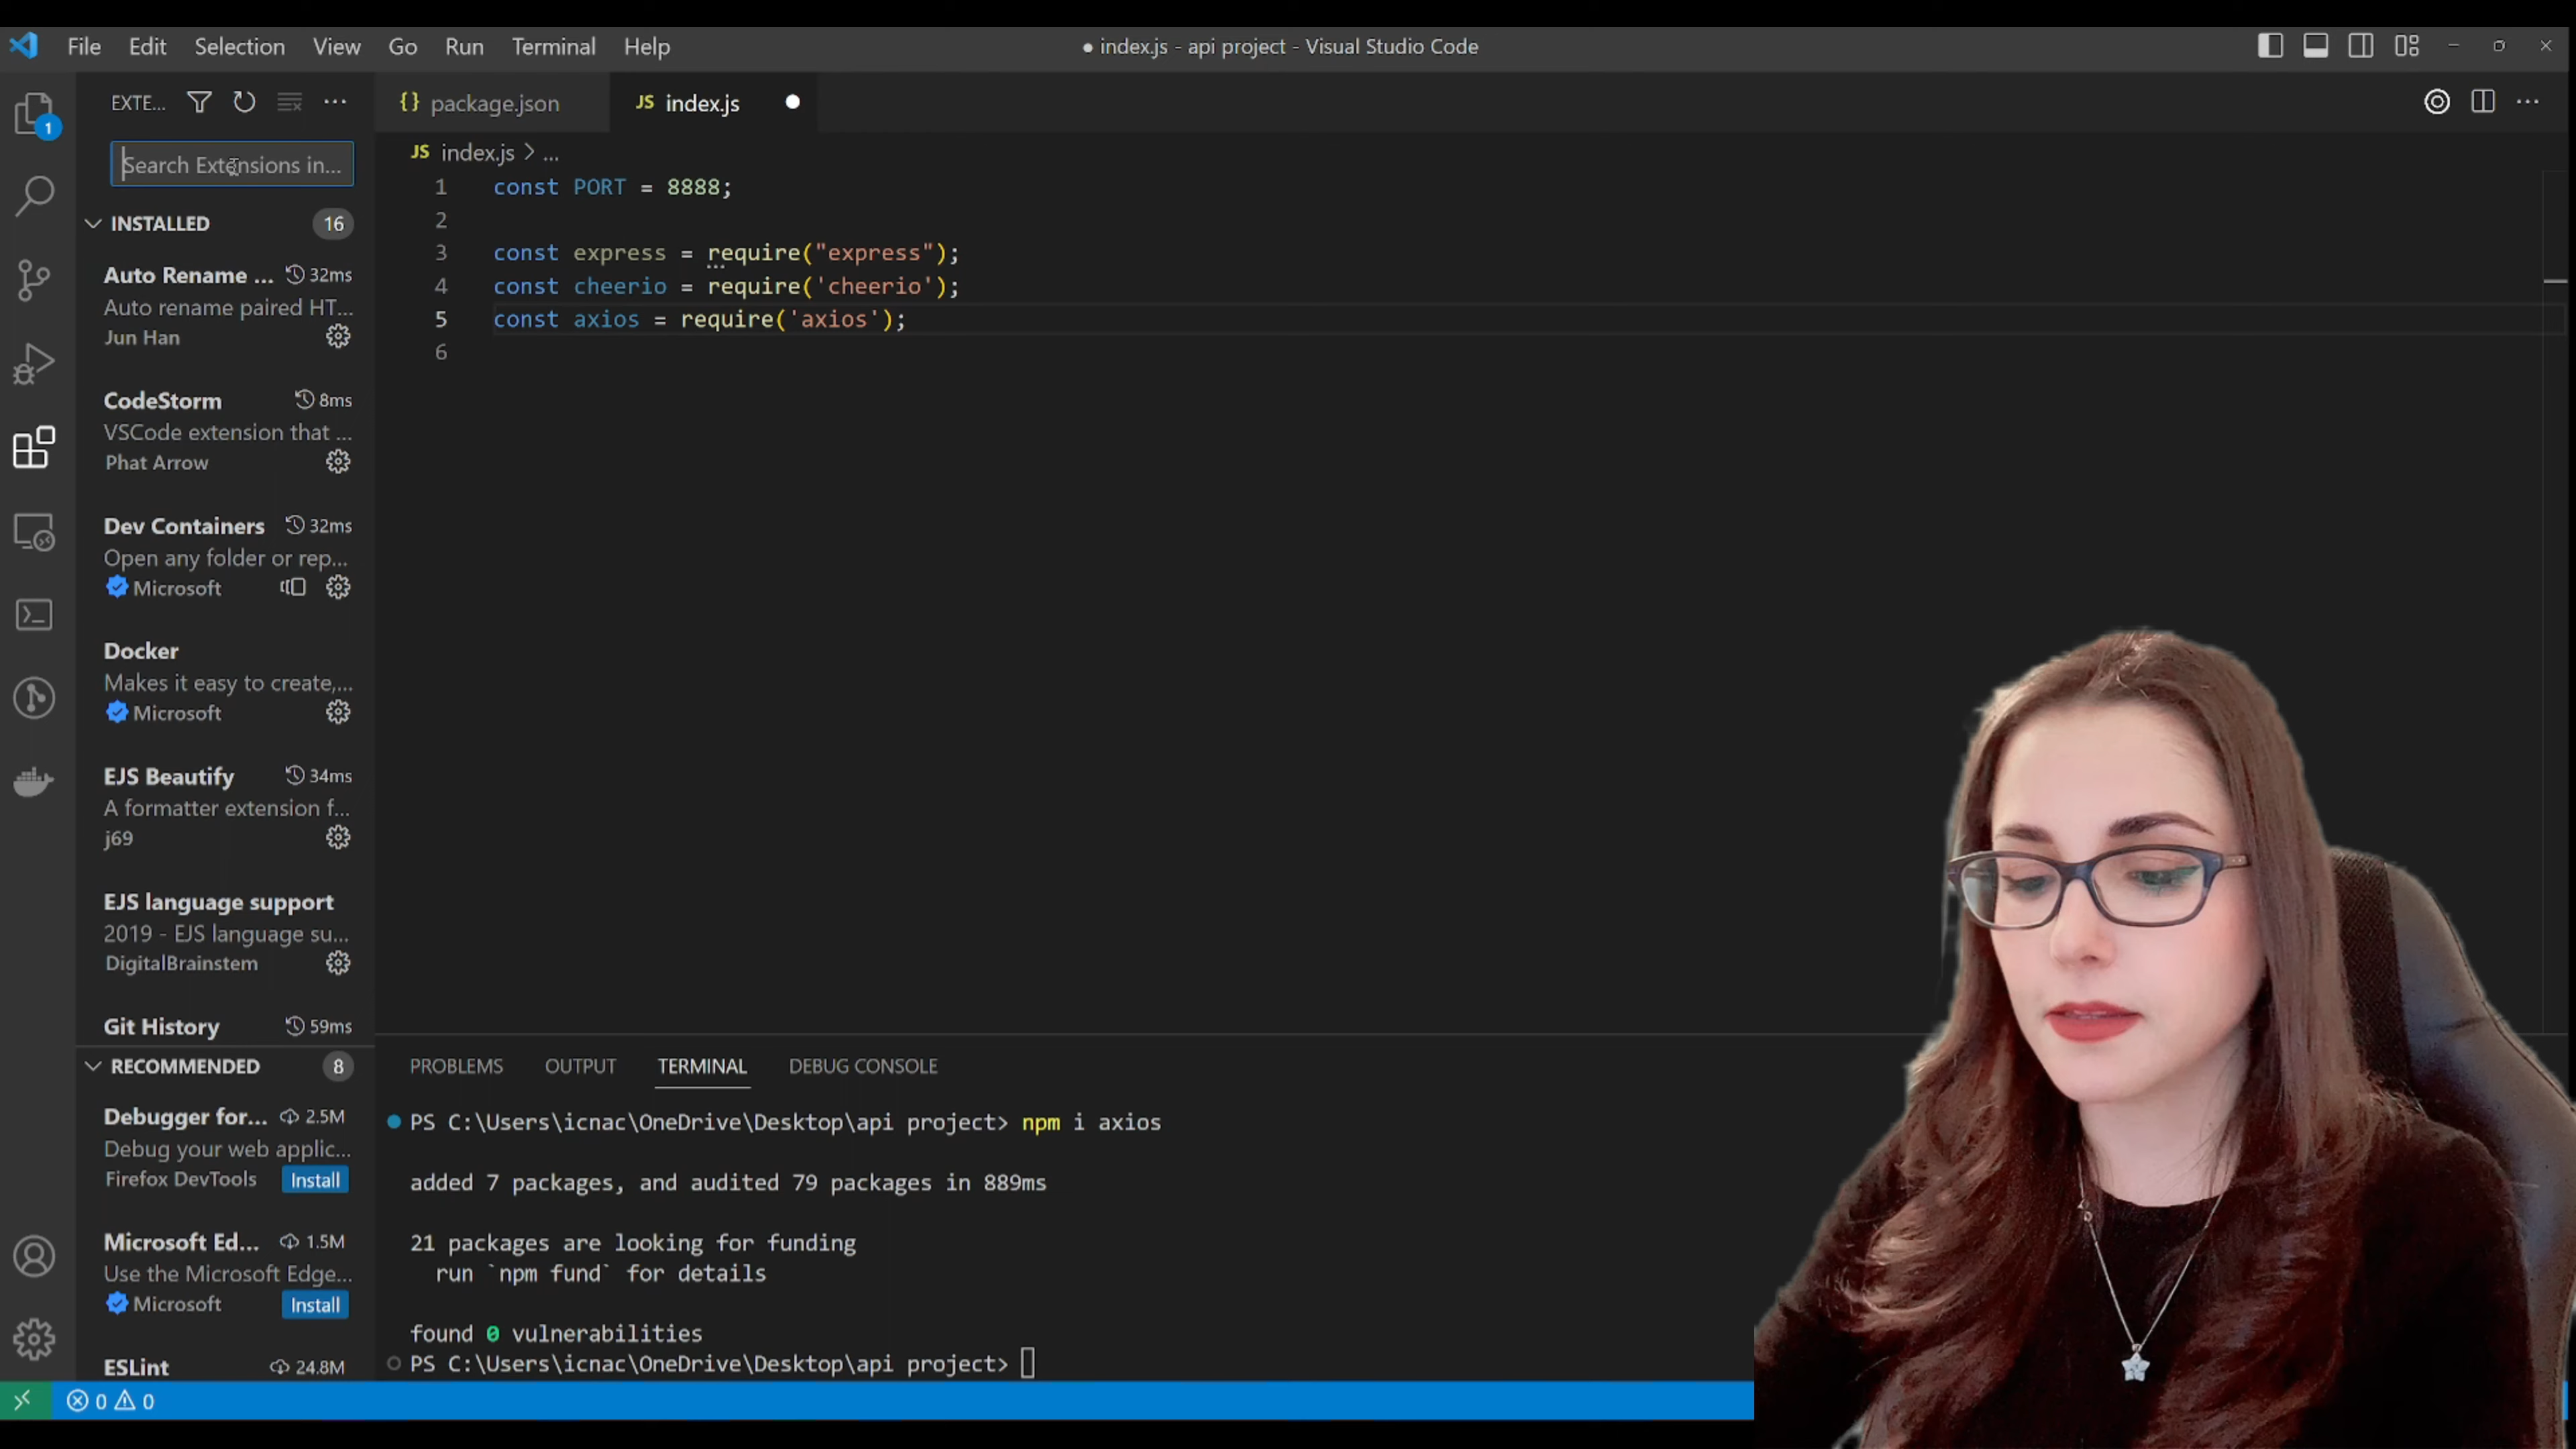 File Edit Selection View Go Run Terminal Help
● index.js - api project - Visual Studio Code
EXTE...
Search Extensions in...
INSTALLED 16
Auto Rename ... 32ms
Auto rename paired HT...
Jun Han
CodeStorm 8ms
VSCode extension that ...
Phat Arrow
Dev Containers 32ms
Open any folder or rep...
Microsoft
Docker
Makes it easy to create,...
Microsoft
EJS Beautify 34ms
A formatter extension f...
j69
EJS language support
2019 - EJS language su...
DigitalBrainstem
Git History 59ms
RECOMMENDED 8
Debugger for... 2.5M
Debug your web applic...
Firefox DevTools Install
Microsoft Ed... 1.5M
Use the Microsoft Edge...
Microsoft Install
ESLint 24.8M
1
{} package.json
JS index.js
JS index.js > ...
1 const PORT = 8888;
2
3 const express = require("express");
4 const cheerio = require('cheerio');
5 const axios = require('axios');
6
PROBLEMS OUTPUT TERMINAL DEBUG CONSOLE
PS C:\Users\icnac\OneDrive\Desktop\api project> npm i axios
added 7 packages, and audited 79 packages in 889ms
21 packages are looking for funding
run `npm fund` for details
found 0 vulnerabilities
PS C:\Users\icnac\OneDrive\Desktop\api project>
0 0